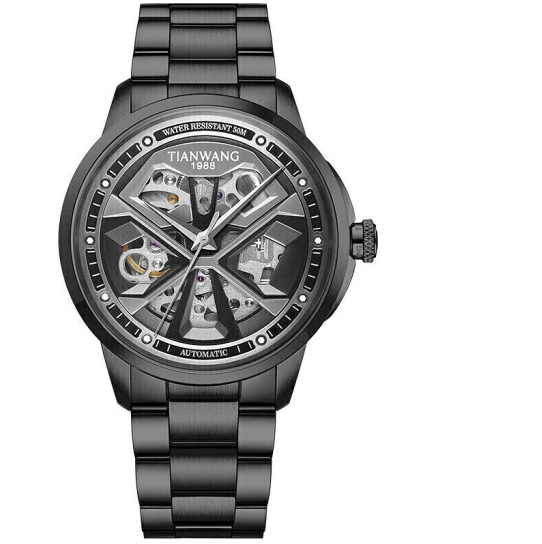 WATER RESISTANT 50M
TIANWANG
1988
AUTOMATIC